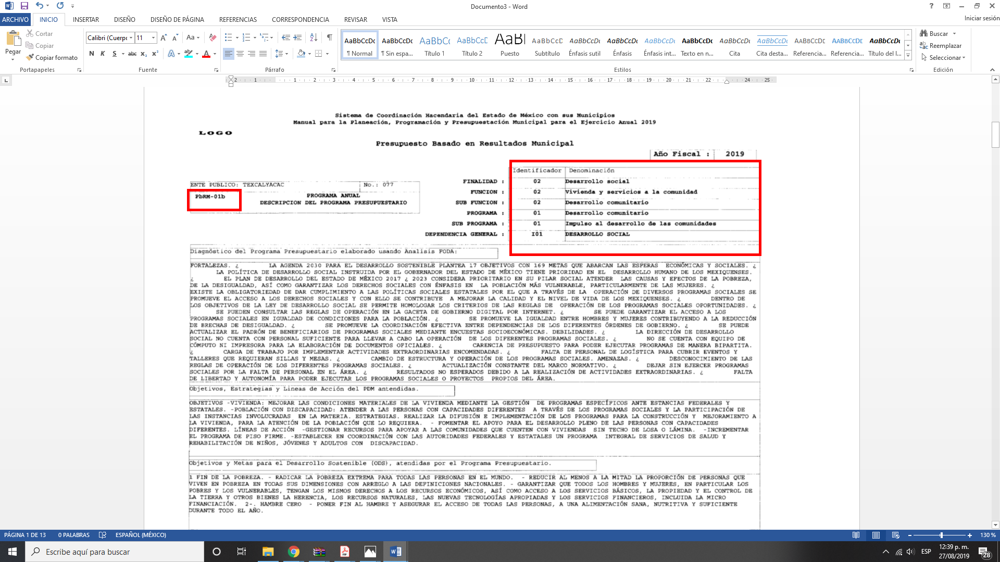 Documento3 - Word
ARCHIVO INICIO INSERTAR DISEÑO DISEÑO DE PÁGINA REFERENCIAS CORRESPONDENCIA REVISAR VISTA
Iniciar sesión
Pegar
Cortar
Copiar
Copiar formato
Portapapeles
Calibri (Cuerpo 11
N K S abc x₂ x²
Fuente
Párrafo
AaBbCcDc AaBbCcDc AaBbCc AaBbCcD AaBl AaBbCcD AaBbCcDc AaBbCcDc AaBbCcDc AaBbCcDc AaBbCcDc AaBbCcDc AABBCCDD AABBCCDD AaBbCcDc
¶ Normal ¶ Sin espa... Título 1 Título 2 Puesto Subtítulo Énfasis sutil Énfasis Énfasis int... Texto en n... Cita Cita desta... Referencia... Referencia... Título del l...
Estilos
Buscar
Reemplazar
Seleccionar
Edición
2 1 1 2 3 4 5 6 7 8 9 10 11 12 13 14 15 16 17 18 19 20 21 22 24 25
Sistema de Coordinación Hacendaria del Estado de México con sus Municipios
Manual para la Planeación, Programación y Presupuestación Municipal para el Ejercicio Anual 2019
LOGO
Presupuesto Basado en Resultados Municipal
Año Fiscal : 2019
Identificador Denominación
ENTE PUBLICO: TEXCALYACAC No.: 077
PbRM-01b PROGRAMA ANUAL
DESCRIPCION DEL PROGRAMA PRESUPUESTARIO
FINALIDAD : 02 Desarrollo social
FUNCION : 02 Vivienda y servicios a la comunidad
SUB FUNCION : 02 Desarrollo comunitario
PROGRAMA : 01 Desarrollo comunitario
SUB PROGRAMA : 01 Impulso al desarrollo de las comunidades
DEPENDENCIA GENERAL : I01 DESARROLLO SOCIAL
Diagnóstico del Programa Presupuestario elaborado usando Analisis FODA:
FORTALEZAS. ¿ LA AGENDA 2030 PARA EL DESARROLLO SOSTENIBLE PLANTEA 17 OBJETIVOS CON 169 METAS QUE ABARCAN LAS ESFERAS ECONÓMICAS Y SOCIALES. ¿
LA POLÍTICA DE DESARROLLO SOCIAL INSTRUIDA POR EL GOBERNADOR DEL ESTADO DE MÉXICO TIENE PRIORIDAD EN EL DESARROLLO HUMANO DE LOS MEXIQUENSES.
¿ EL PLAN DE DESARROLLO DEL ESTADO DE MÉXICO 2017 ¿ 2023 CONSIDERA PRIORITARIO EN SU PILAR SOCIAL ATENDER LAS CAUSAS Y EFECTOS DE LA POBREZA,
DE LA DESIGUALDAD, ASÍ COMO GARANTIZAR LOS DERECHOS SOCIALES CON ÉNFASIS EN LA POBLACIÓN MÁS VULNERABLE, PARTICULARMENTE DE LAS MUJERES. ¿
EXISTE LA OBLIGATORIEDAD DE DAR CUMPLIMIENTO A LAS POLÍTICAS SOCIALES ESTATALES POR EL QUE A TRAVÉS DE LA OPERACIÓN DE DIVERSOS PROGRAMAS SOCIALES SE
PROMUEVE EL ACCESO A LOS DERECHOS SOCIALES Y CON ELLO SE CONTRIBUYE A MEJORAR LA CALIDAD Y EL NIVEL DE VIDA DE LOS MEXIQUENSES. ¿ DENTRO DE
LOS OBJETIVOS DE LA LEY DE DESARROLLO SOCIAL SE PERMITE HOMOLOGAR LOS CRITERIOS DE LAS REGLAS DE OPERACIÓN DE LOS PROGRAMAS SOCIALES OPORTUNIDADES. ¿
SE PUEDEN CONSULTAR LAS REGLAS DE OPERACIÓN EN LA GACETA DE GOBIERNO DIGITAL POR INTERNET. ¿ SE PUEDE GARANTIZAR EL ACCESO A LOS
PROGRAMAS SOCIALES EN IGUALDAD DE CONDICIONES PARA LA POBLACIÓN. ¿ SE PROMUEVE LA IGUALDAD ENTRE HOMBRES Y MUJERES CONTRIBUYENDO A LA REDUCCIÓN
DE BRECHAS DE DESIGUALDAD. ¿ SE PROMUEVE LA COORDINACIÓN EFECTIVA ENTRE DEPENDENCIAS DE LOS DIFERENTES ÓRDENES DE GOBIERNO. ¿ SE PUEDE
ACTUALIZAR EL PADRÓN DE BENEFICIARIOS DE PROGRAMAS SOCIALES MEDIANTE ENCUESTAS SOCIOECONÓMICAS. DEBILIDADES. ¿ LA DIRECCIÓN DE DESARROLLO
SOCIAL NO CUENTA CON PERSONAL SUFICIENTE PARA LLEVAR A CABO LA OPERACIÓN DE LOS DIFERENTES PROGRAMAS SOCIALES. ¿ NO SE CUENTA CON EQUIPO DE
CÓMPUTO NI IMPRESORA PARA LA ELABORACIÓN DE DOCUMENTOS OFICIALES. ¿ CARENCIA DE PRESUPUESTO PARA PODER EJECUTAR PROGRAMAS DE MANERA BIPARTITA.
¿ CARGA DE TRABAJO POR IMPLEMENTAR ACTIVIDADES EXTRAORDINARIAS ENCOMENDADAS. ¿ FALTA DE PERSONAL DE LOGÍSTICA PARA CUBRIR EVENTOS Y
TALLERES QUE REQUIERAN SILLAS Y MESAS. ¿ CAMBIO DE ESTRUCTURA Y OPERACIÓN DE LOS PROGRAMAS SOCIALES. AMENAZAS. ¿ DESCONOCIMIENTO DE LAS
REGLAS DE OPERACIÓN DE LOS DIFERENTES PROGRAMAS SOCIALES. ¿ ACTUALIZACIÓN CONSTANTE DEL MARCO NORMATIVO. ¿ DEJAR SIN EJERCER PROGRAMAS
SOCIALES POR LA FALTA DE PERSONAL EN EL ÁREA. ¿ RESULTADOS NO ESPERADOS DEBIDO A LA REALIZACIÓN DE ACTIVIDADES EXTRAORDINARIAS. ¿ FALTA
DE LIBERTAD Y AUTONOMÍA PARA PODER EJECUTAR LOS PROGRAMAS SOCIALES O PROYECTOS PROPIOS DEL ÁREA.
Objetivos, Estrategias y Lineas de Acción del PDM antendidas.
OBJETIVOS -VIVIENDA: MEJORAR LAS CONDICIONES MATERIALES DE LA VIVIENDA MEDIANTE LA GESTIÓN DE PROGRAMAS ESPECÍFICOS ANTE ESTANCIAS FEDERALES Y
ESTATALES. -POBLACIÓN CON DISCAPACIDAD: ATENDER A LAS PERSONAS CON CAPACIDADES DIFERENTES A TRAVÉS DE LOS PROGRAMAS SOCIALES Y LA PARTICIPACIÓN DE
LAS INSTANCIAS INVOLUCRADAS EN LA MATERIA. ESTRATEGIAS. REALIZAR LA DIFUSIÓN E IMPLEMENTACIÓN DE LOS PROGRAMAS PARA LA CONSTRUCCIÓN Y MEJORAMIENTO A
LA VIVIENDA, PARA LA ATENCIÓN DE LA POBLACIÓN QUE LO REQUIERA. - FOMENTAR EL APOYO PARA EL DESARROLLO PLENO DE LAS PERSONAS CON CAPACIDADES
DIFERENTES. LÍNEAS DE ACCIÓN -GESTIONAR RECURSOS PARA APOYAR A LAS COMUNIDADES QUE CUENTEN CON VIVIENDAS SIN TECHO DE LOSA O LÁMINA. -INCREMENTAR
EL PROGRAMA DE PISO FIRME. -ESTABLECER EN COORDINACIÓN CON LAS AUTORIDADES FEDERALES Y ESTATALES UN PROGRAMA INTEGRAL DE SERVICIOS DE SALUD Y
REHABILITACIÓN DE NIÑOS, JÓVENES Y ADULTOS CON DISCAPACIDAD.
Objetivos y Metas para el Desarrollo Sostenible (ODS), atendidas por el Programa Presupuestario.
1 FIN DE LA POBREZA. - RADICAR LA POBREZA EXTREMA PARA TODAS LAS PERSONAS EN EL MUNDO. - REDUCIR AL MENOS A LA MITAD LA PROPORCIÓN DE PERSONAS QUE
VIVEN EN POBREZA EN TODAS SUS DIMENSIONES CON ARREGLO A LAS DEFINICIONES NACIONALES. - GARANTIZAR QUE TODOS LOS HOMBRES Y MUJERES, EN PARTICULAR LOS
POBRES Y LOS VULNERABLES, TENGAN LOS MISMOS DERECHOS A LOS RECURSOS ECONÓMICOS, ASÍ COMO ACCESO A LOS SERVICIOS BÁSICOS, LA PROPIEDAD Y EL CONTROL DE
LA TIERRA Y OTROS BIENES LA HERENCIA, LOS RECURSOS NATURALES, LAS NUEVAS TECNOLOGÍAS APROPIADAS Y LOS SERVICIOS FINANCIEROS, INCLUIDA LA MICRO
FINANCIACIÓN. 2-. HAMBRE CERO - PONER FIN AL HAMBRE Y ASEGURAR EL ACCESO DE TODAS LAS PERSONAS, A UNA ALIMENTACIÓN SANA, NUTRITIVA Y SUFICIENTE
DURANTE TODO EL AÑO.
PÁGINA 1 DE 13 0 PALABRAS ESPAÑOL (MÉXICO) 130 %
Escribe aquí para buscar
ESP
12:39 p. m.
27/08/2019
28